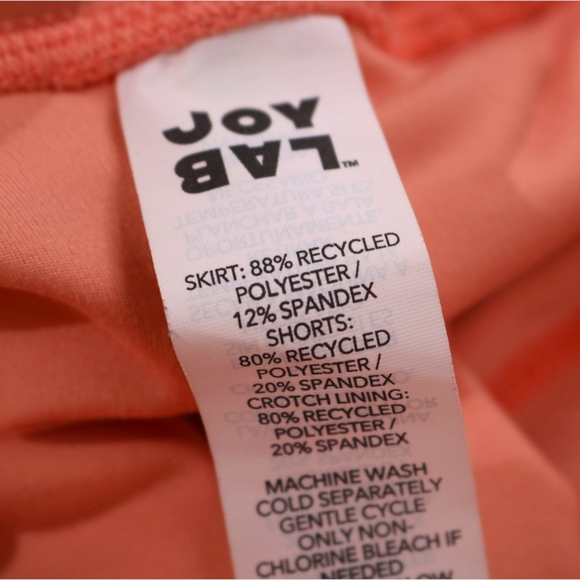 JOY
LAB™
SKIRT: 88% RECYCLED
POLYESTER /
12% SPANDEX
SHORTS:
80% RECYCLED
POLYESTER /
20% SPANDEX
CROTCH LINING:
80% RECYCLED
POLYESTER /
20% SPANDEX
MACHINE WASH
COLD SEPARATELY
GENTLE CYCLE
ONLY NON-
CHLORINE BLEACH IF
NEEDED